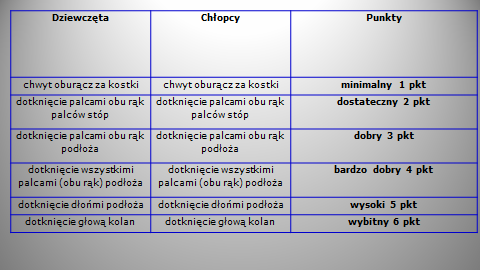 Dziewczęta Chłopcy Punkty
chwyt oburącz za kostki chwyt oburącz za kostki minimalny 1 pkt
dotknięcie palcami obu rąk dotknięcie palcami obu rąk dostateczny 2 pkt
palców stóp palców stóp
dotknięcie palcami obu rąk dotknięcie palcami obu rąk dobry 3 pkt
podłoża podłoża
dotknięcie wszystkimi dotknięcie wszystkimi bardzo dobry 4 pkt
palcami (obu rąk) podłoża palcami (obu rąk) podłoża
dotknięcie dłońmi podłoża dotknięcie dłońmi podłoża wysoki 5 pkt
dotknięcie głową kolan dotknięcie głową kolan wybitny 6 pkt